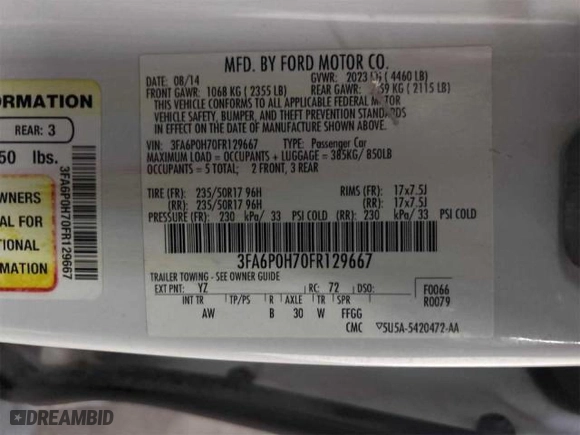 ORMATION
REAR: 3
50 lbs.
WNERS
AL FOR
TIONAL
RMATION
3FA6P0H70FR129667
MFD. BY FORD MOTOR CO.
DATE: 08/14 GVWR: 2023 (4460 LB)
FRONT GAWR: 1068 KG (2355 LB) REAR GAWR: 59 KG (2115 LB)
THIS VEHICLE CONFORMS TO ALL APPLICABLE FEDERAL MOTOR
VEHICLE SAFETY, BUMPER, AND THEFT PREVENTION STANDARDS
IN EFFECT ON THE DATE OF MANUFACTURE SHOWN ABOVE.
VIN: 3FA6P0H70FR129667 TYPE: Passenger Car
MAXIMUM LOAD = OCCUPANTS + LUGGAGE = 385KG/850LB
OCCUPANTS = 5 TOTAL; 2 FRONT, 3 REAR
TIRE (FR): 235/50R17 96H RIMS (FR): 17x7.5J
(RR): 235/50R17 96H (RR): 17x7.5J
PRESSURE (FR): 230 kPa/ 33 PSI COLD (RR): 230 kPa/ 33 PSI COLD
3FA6P0H70FR129667
TRAILER TOWING - SEE OWNER GUIDE
EXT PNT: YZ RC: 72 DSO: F0066
R0079
INT TR TP/PS R AXLE TR SPR
AW B 30 W FFGG
CMC ▽5U5A-5420472-AA
DREAMBID